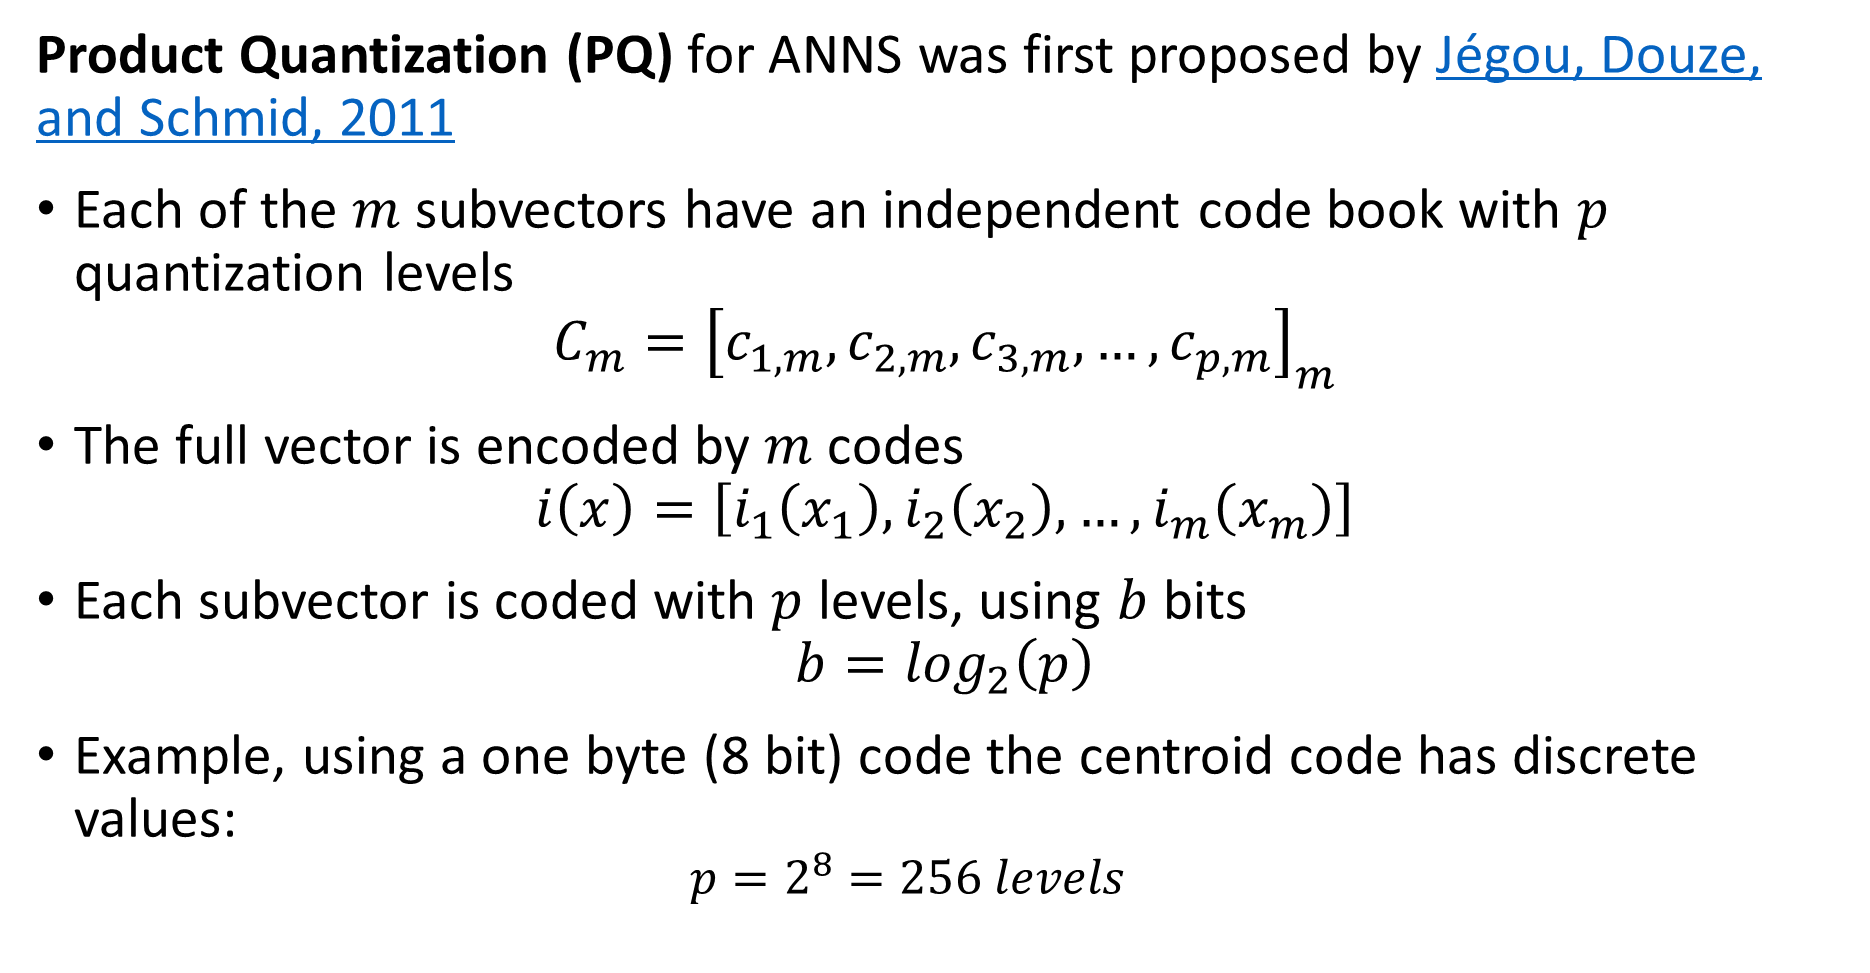 Product Quantization (PQ) for ANNS was first proposed by Jégou, Douze,
and Schmid, 2011
• Each of the m subvectors have an independent code book with p
quantization levels
C_m = [c_{1,m}, c_{2,m}, c_{3,m}, … , c_{p,m}]_m
• The full vector is encoded by m codes
i(x) = [i_1(x_1), i_2(x_2), … , i_m(x_m)]
• Each subvector is coded with p levels, using b bits
b = log_2(p)
• Example, using a one byte (8 bit) code the centroid code has discrete
values:
p = 2^8 = 256 levels